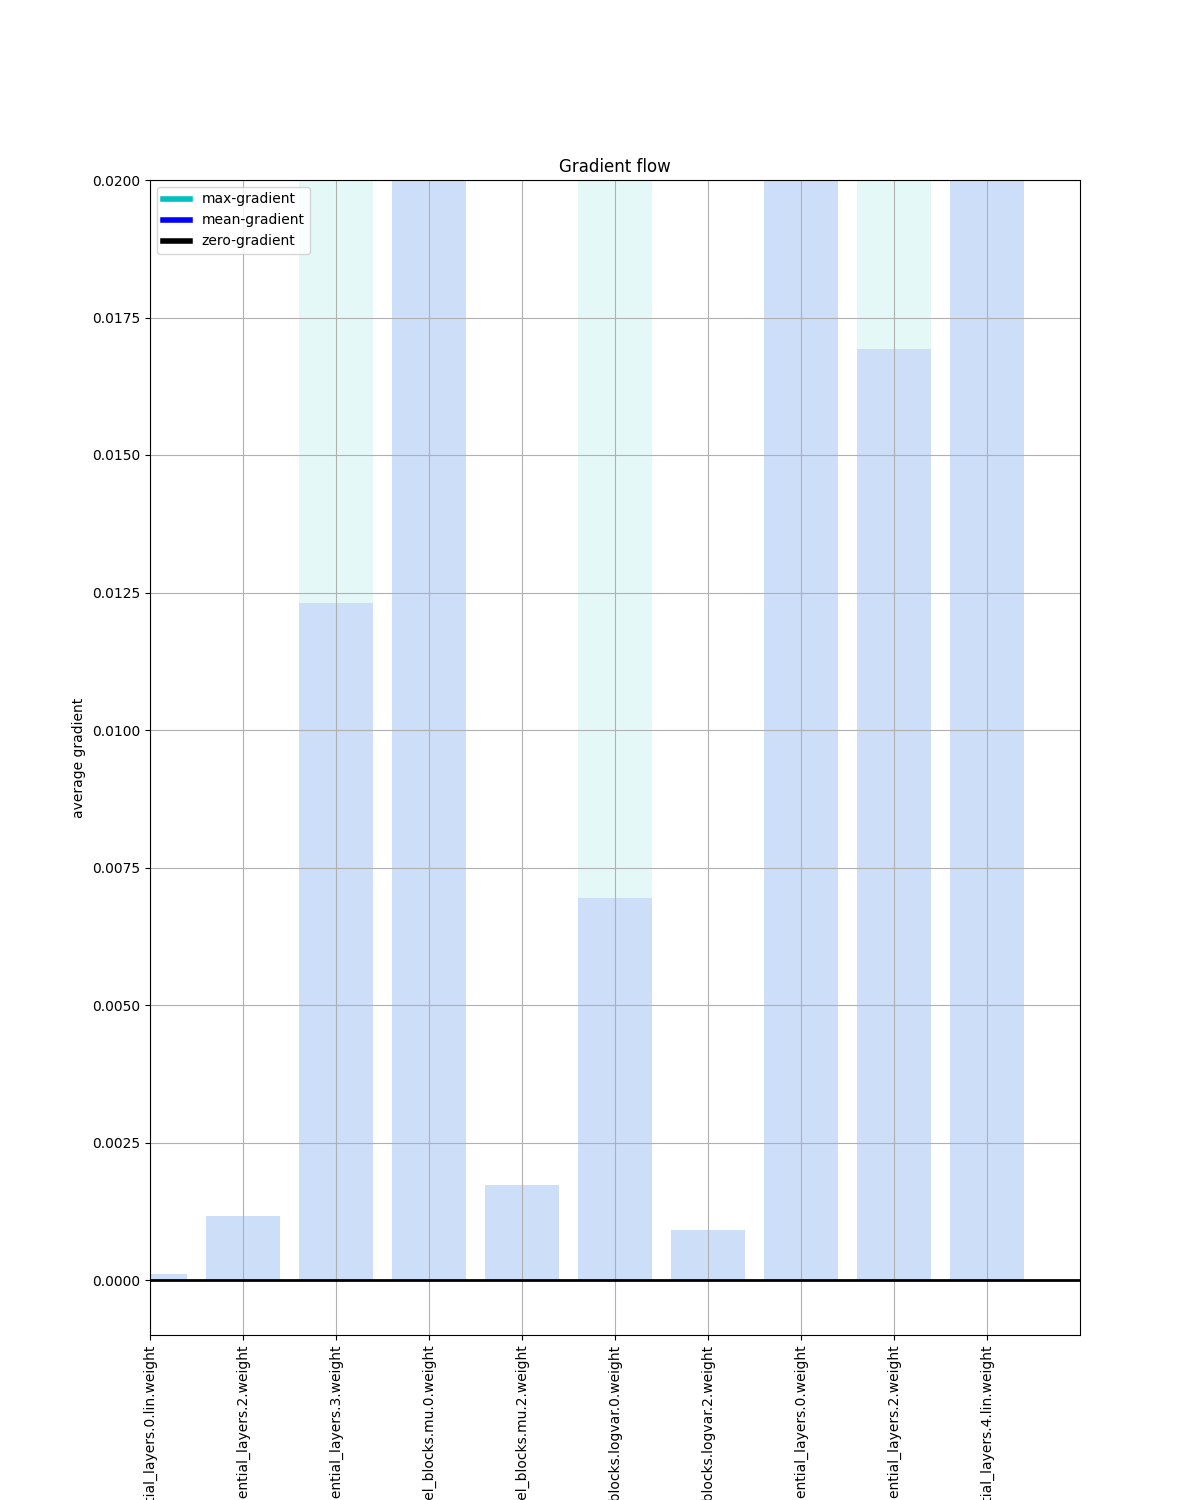 Gradient flow
max-gradient
mean-gradient
zero-gradient
0.0200
0.0175
0.0150
0.0125
0.0100
0.0075
0.0050
0.0025
0.0000
average gradient
tial_layers.0.lin.weight
ential_layers.2.weight
ential_layers.3.weight
el_blocks.mu.0.weight
el_blocks.mu.2.weight
blocks.logvar.0.weight
blocks.logvar.2.weight
ential_layers.0.weight
ential_layers.2.weight
tial_layers.4.lin.weight